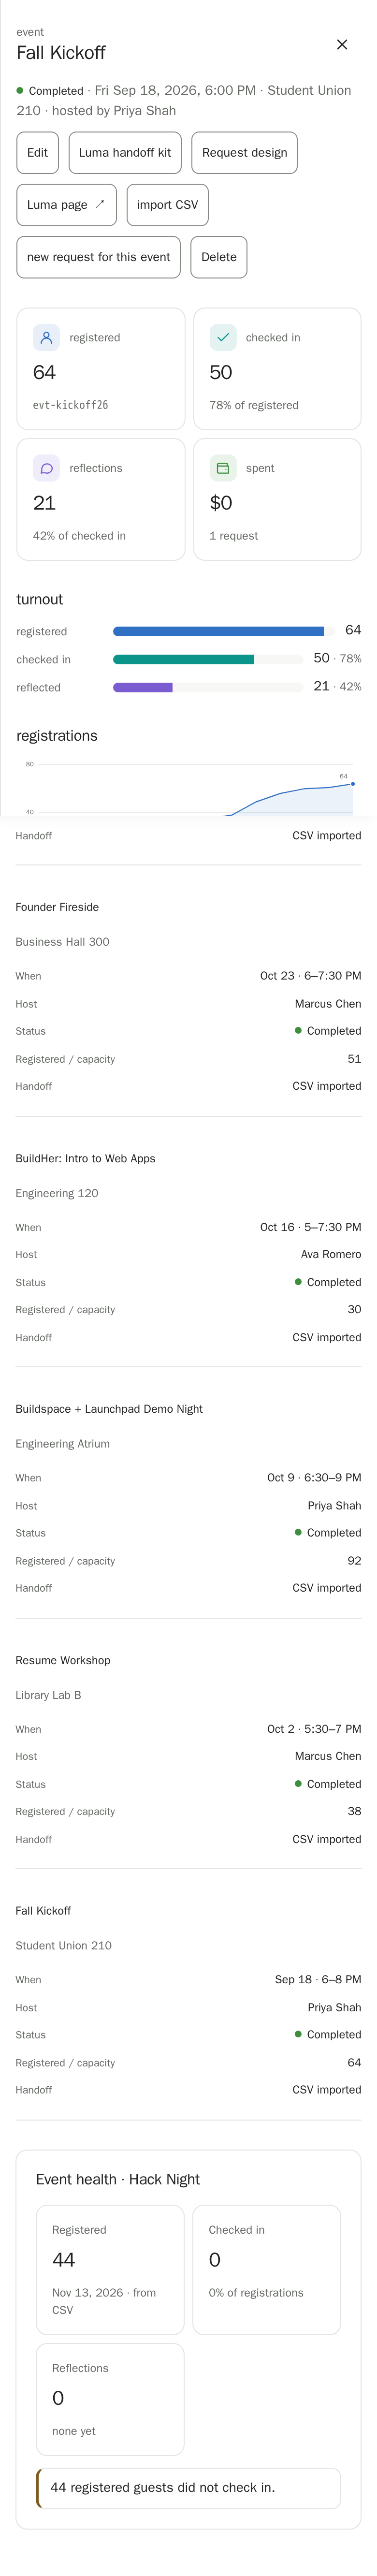 event
Fall Kickoff
Completed · Fri Sep 18, 2026, 6:00 PM · Student Union
210 · hosted by Priya Shah
Edit
Luma handoff kit
Request design
Luma page ↗
import CSV
new request for this event
Delete
registered
64
evt-kickoff26
checked in
50
78% of registered
reflections
21
42% of checked in
spent
$0
1 request
turnout
registered 64
checked in 50 · 78%
reflected 21 · 42%
registrations
80
64
40
Handoff CSV imported
Founder Fireside
Business Hall 300
When Oct 23 · 6–7:30 PM
Host Marcus Chen
Status Completed
Registered / capacity 51
Handoff CSV imported
BuildHer: Intro to Web Apps
Engineering 120
When Oct 16 · 5–7:30 PM
Host Ava Romero
Status Completed
Registered / capacity 30
Handoff CSV imported
Buildspace + Launchpad Demo Night
Engineering Atrium
When Oct 9 · 6:30–9 PM
Host Priya Shah
Status Completed
Registered / capacity 92
Handoff CSV imported
Resume Workshop
Library Lab B
When Oct 2 · 5:30–7 PM
Host Marcus Chen
Status Completed
Registered / capacity 38
Handoff CSV imported
Fall Kickoff
Student Union 210
When Sep 18 · 6–8 PM
Host Priya Shah
Status Completed
Registered / capacity 64
Handoff CSV imported
Event health · Hack Night
Registered
44
Nov 13, 2026 · from
CSV
Checked in
0
0% of registrations
Reflections
0
none yet
44 registered guests did not check in.